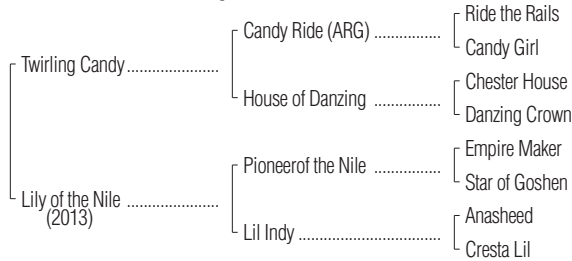 Ride the Rails
Candy Ride (ARG) ................
Candy Girl
Twirling Candy ......................
Chester House
House of Danzing ................
Danzing Crown
Empire Maker
Pioneerof the Nile ................
Star of Goshen
Lily of the Nile ......................
(2013)
Anasheed
Lil Indy ..................................
Cresta Lil